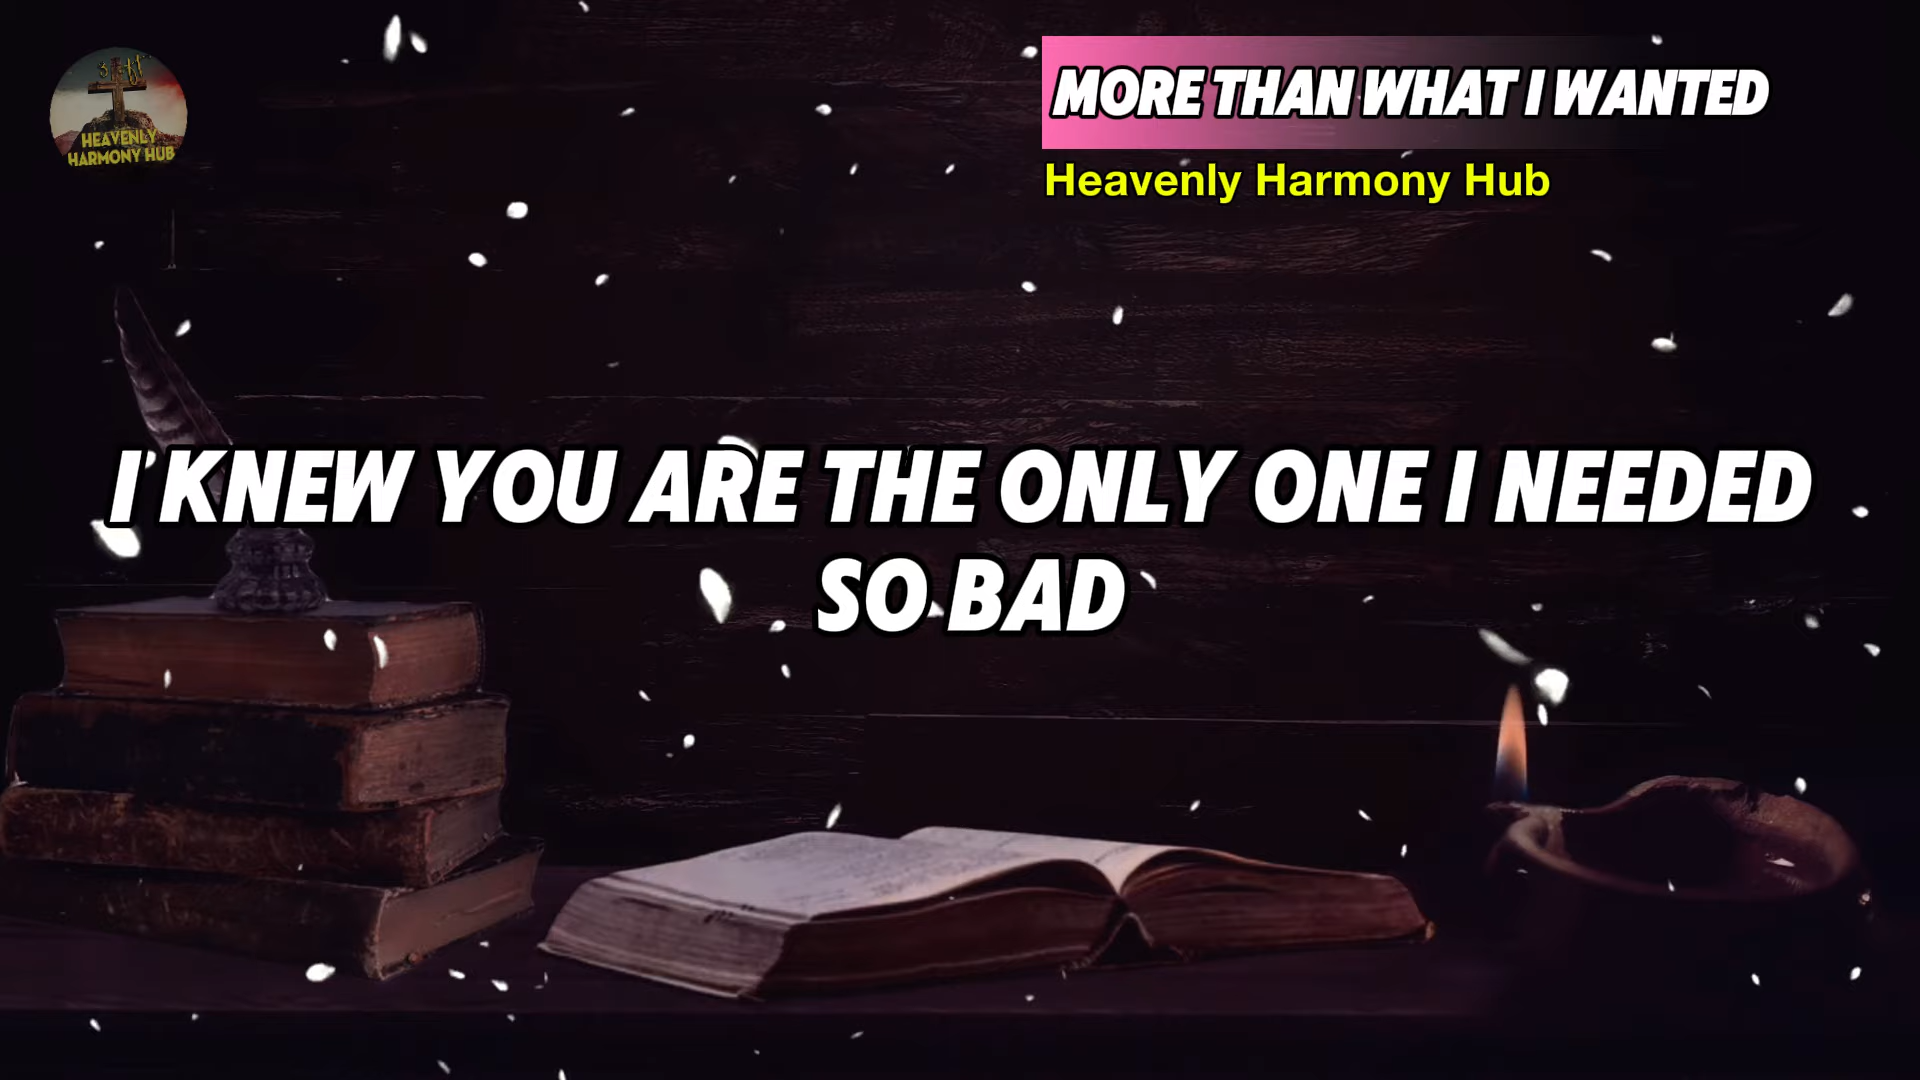 HEAVENLY
HARMONY HUB
MORE THAN WHAT I WANTED
Heavenly Harmony Hub
I KNEW YOU ARE THE ONLY ONE I NEEDED
SO BAD